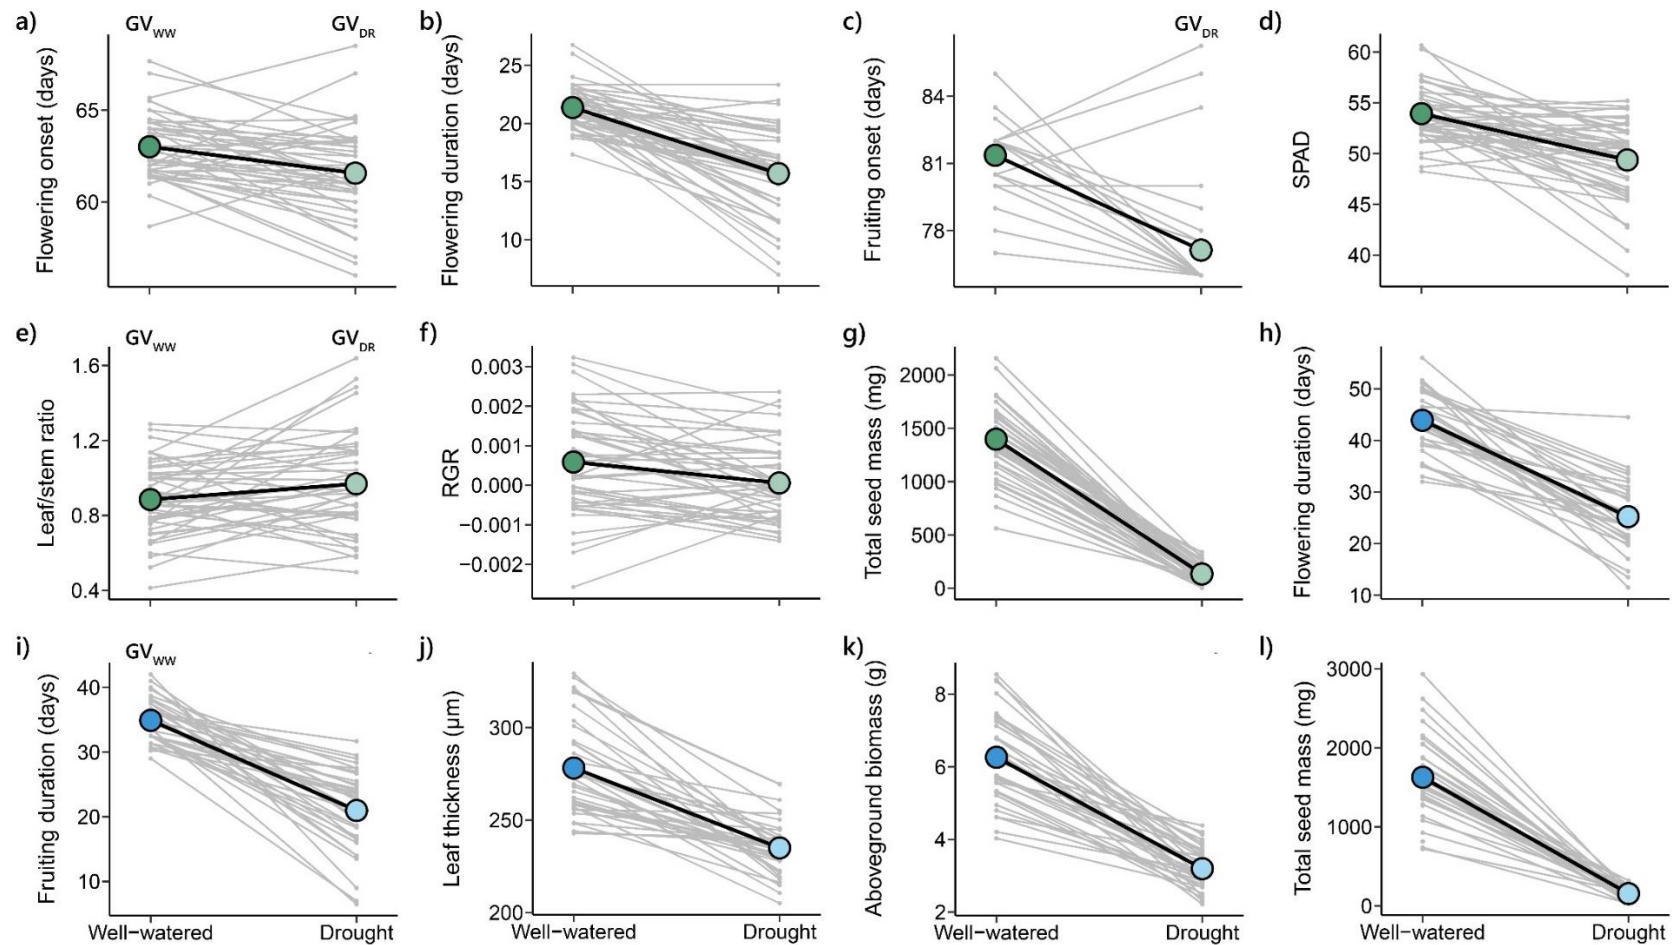 a) GV_WW GV_DR
Flowering onset (days)
65
60
b)
Flowering duration (days)
25
20
15
10
c) GV_DR
Fruiting onset (days)
84
81
78
d)
SPAD
60
55
50
45
40
e) GV_WW GV_DR
Leaf/stem ratio
1.6
1.2
0.8
0.4
f)
RGR
0.003
0.002
0.001
0.000
−0.001
−0.002
g)
Total seed mass (mg)
2000
1500
1000
500
0
h)
Flowering duration (days)
50
40
30
20
10
i) GV_WW
Fruiting duration (days)
40
30
20
10
Well−watered Drought
j)
Leaf thickness (µm)
300
250
200
Well−watered Drought
k)
Aboveground biomass (g)
8
6
4
2
Well−watered Drought
l)
Total seed mass (mg)
3000
2000
1000
0
Well−watered Drought